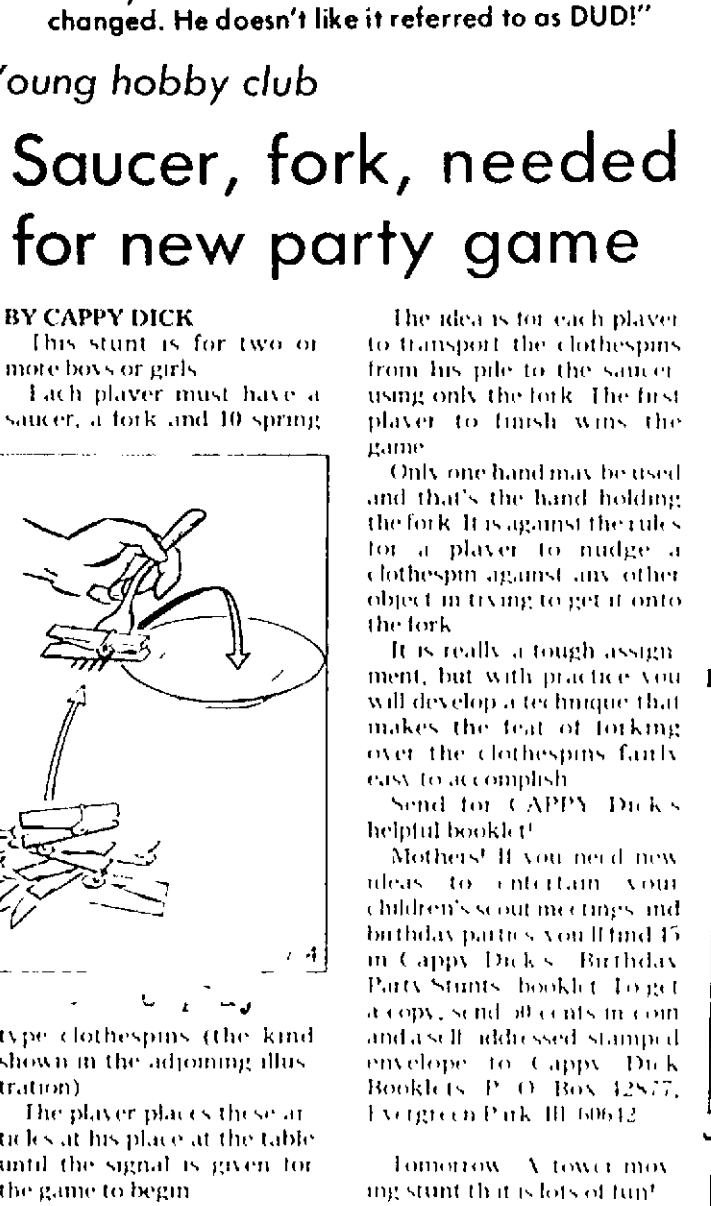 changed. He doesn't like it referred to as DUD!"
Young hobby club
Saucer, fork, needed
for new party game
BY CAPPY DICK
This stunt is for two or
more boys or girls
Each player must have a
saucer, a fork and 10 spring
type clothespins (the kind
shown in the adjoining illus
tration)
The player places these ar
ticles at his place at the table
until the signal is given for
the game to begin
The idea is for each player
to transport the clothespins
from his pile to the saucer
using only the fork. The first
player to finish wins the
game
Only one hand may be used
and that's the hand holding
the fork. It is against the rules
for a player to nudge a
clothespin against any other
object in trying to get it onto
the fork
It is really a tough assign
ment, but with practice you
will develop a technique that
makes the feat of forking
over the clothespins fairly
easy to accomplish
Send for CAPPY Dick's
helpful booklet!
Mothers! If you need new
ideas to entertain your
children's scout meetings and
birthday parties, you'll find 45
in Cappy Dick's Birthday
Party Stunts booklet. To get
a copy, send 50 cents in coin
and a self addressed stamped
envelope to Cappy Dick
Booklets, P. O. Box 42877,
Evergreen Park, Ill. 60642
Tomorrow: A tower mov
ing stunt that is lots of fun!